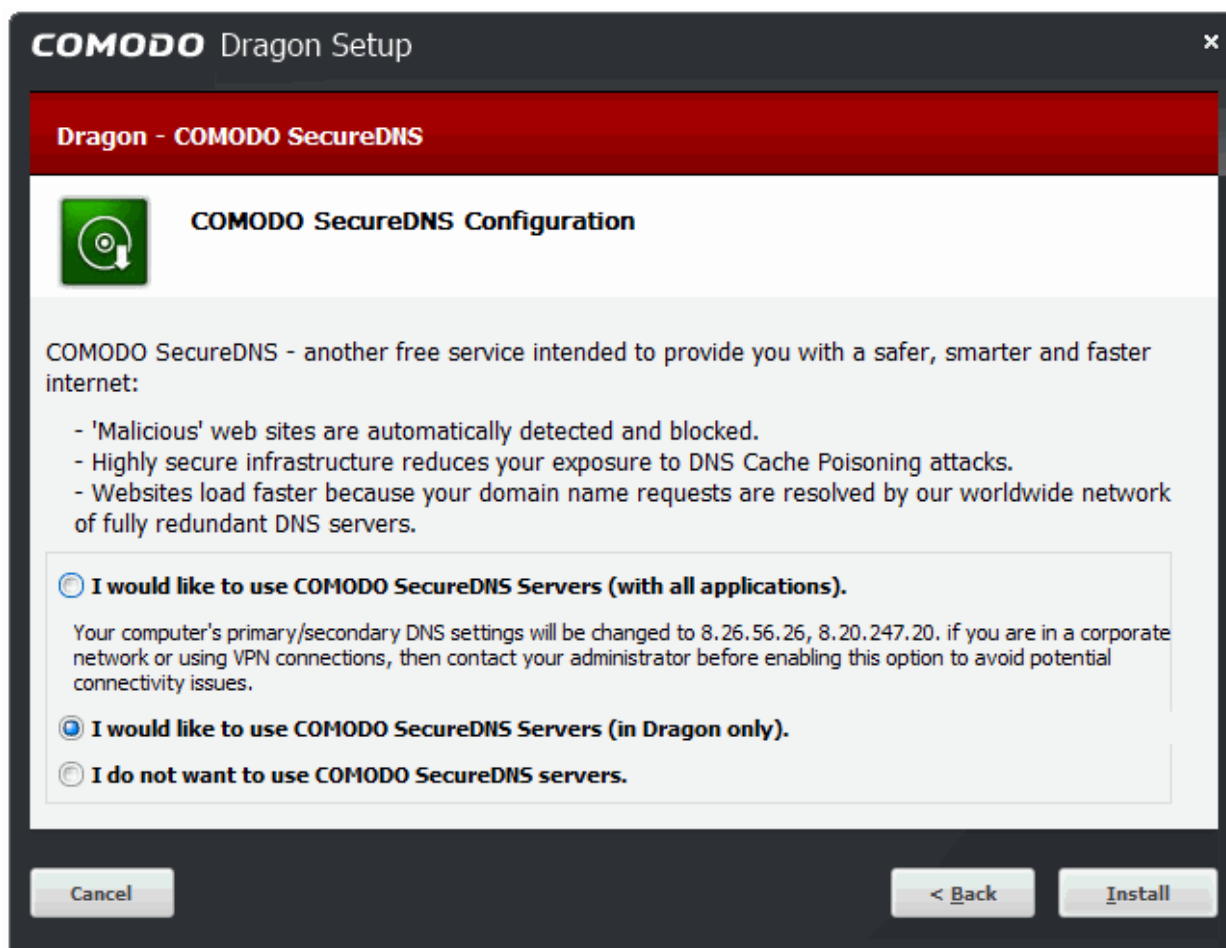 COMODO Dragon Setup
×
Dragon - COMODO SecureDNS
COMODO SecureDNS Configuration
COMODO SecureDNS - another free service intended to provide you with a safer, smarter and faster
internet:
- 'Malicious' web sites are automatically detected and blocked.
- Highly secure infrastructure reduces your exposure to DNS Cache Poisoning attacks.
- Websites load faster because your domain name requests are resolved by our worldwide network
of fully redundant DNS servers.
I would like to use COMODO SecureDNS Servers (with all applications).
Your computer's primary/secondary DNS settings will be changed to 8.26.56.26, 8.20.247.20. if you are in a corporate
network or using VPN connections, then contact your administrator before enabling this option to avoid potential
connectivity issues.
I would like to use COMODO SecureDNS Servers (in Dragon only).
I do not want to use COMODO SecureDNS servers.
Cancel
< Back
Install